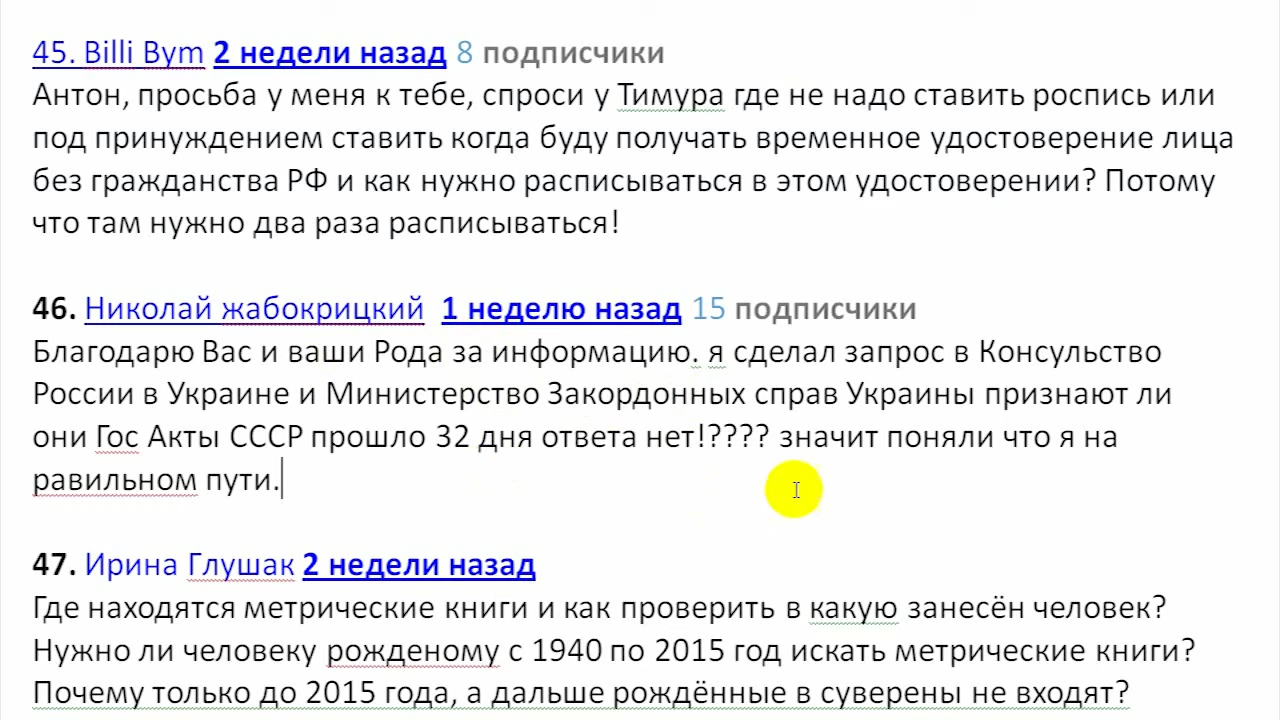 45. Billi Bym 2 недели назад 8 подписчики
Антон, просьба у меня к тебе, спроси у Тимура где не надо ставить роспись или
под принуждением ставить когда буду получать временное удостоверение лица
без гражданства РФ и как нужно расписываться в этом удостоверении? Потому
что там нужно два раза расписываться!
46. Николай жабокрицкий 1 неделю назад 15 подписчики
Благодарю Вас и ваши Рода за информацию. я сделал запрос в Консульство
России в Украине и Министерство Закордонных справ Украины признают ли
они Гос Акты СССР прошло 32 дня ответа нет!???? значит поняли что я на
равильном пути.
47. Ирина Глушак 2 недели назад
Где находятся метрические книги и как проверить в какую занесён человек?
Нужно ли человеку рожденому с 1940 по 2015 год искать метрические книги?
Почему только до 2015 года, а дальше рождённые в суверены не входят?